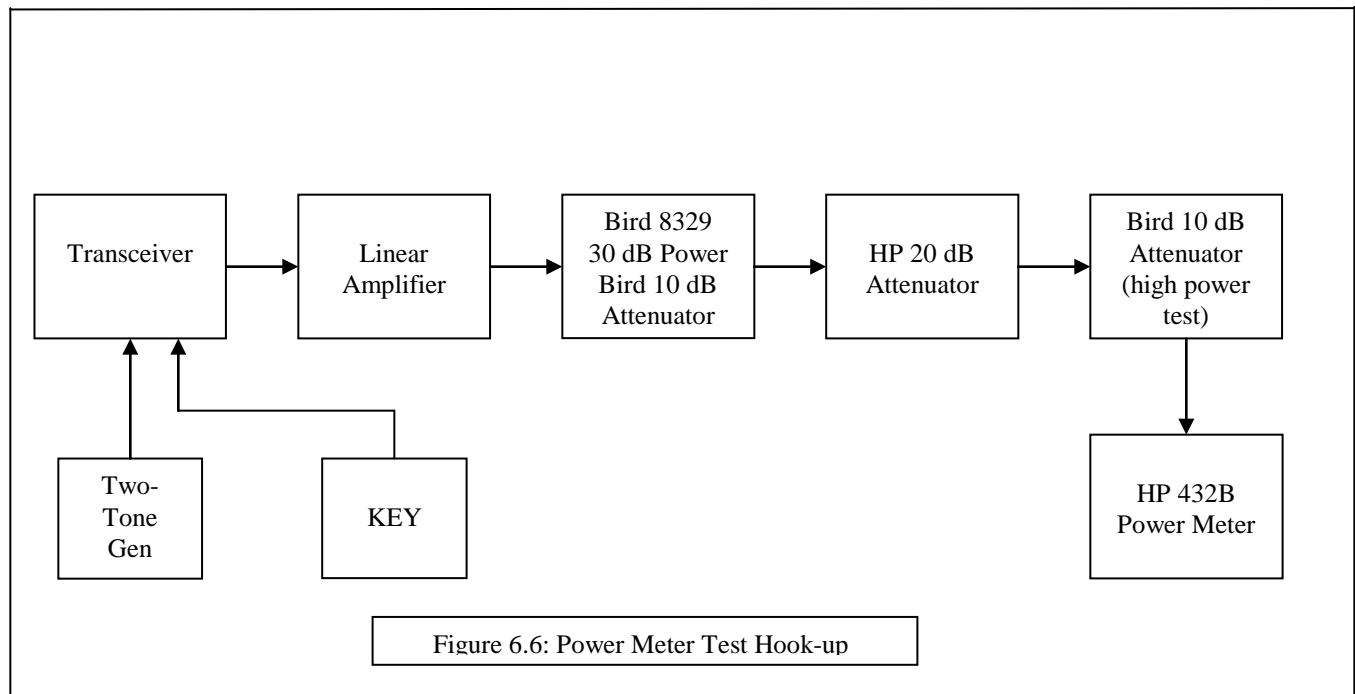 Transceiver
Linear
Amplifier
Bird 8329
30 dB Power
Bird 10 dB
Attenuator
HP 20 dB
Attenuator
Bird 10 dB
Attenuator
(high power
test)
Two-
Tone
Gen
KEY
HP 432B
Power Meter
Figure 6.6: Power Meter Test Hook-up